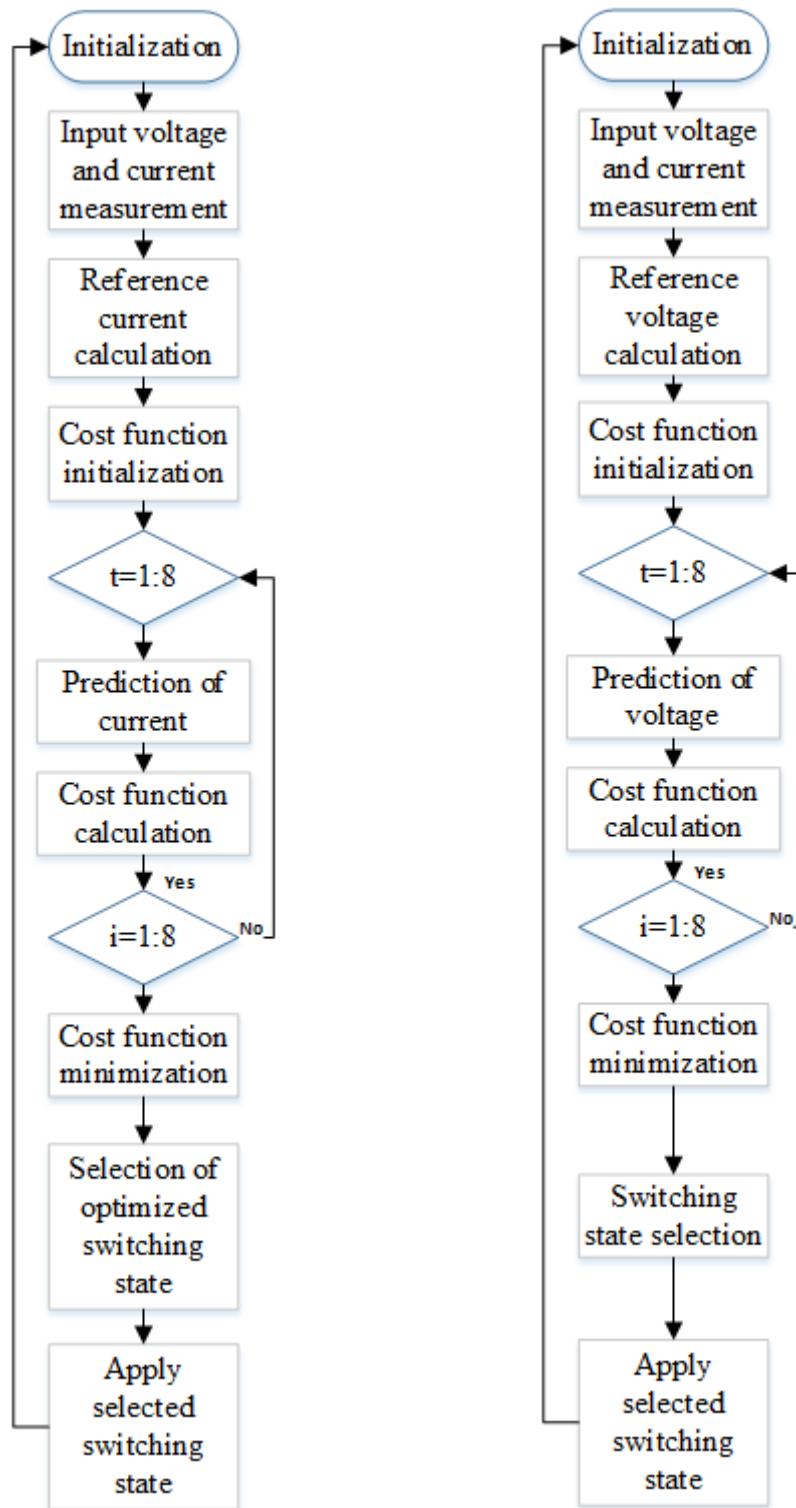 Initialization
Input voltage
and current
measurement
Reference
current
calculation
Cost function
initialization
t=1:8
Prediction of
current
Cost function
calculation
Yes
i=1:8
No
Cost function
minimization
Selection of
optimized
switching
state
Apply
selected
switching
state
Initialization
Input voltage
and current
measurement
Reference
voltage
calculation
Cost function
initialization
t=1:8
Prediction of
voltage
Cost function
calculation
Yes
i=1:8
No
Cost function
minimization
Switching
state selection
Apply
selected
switching
state